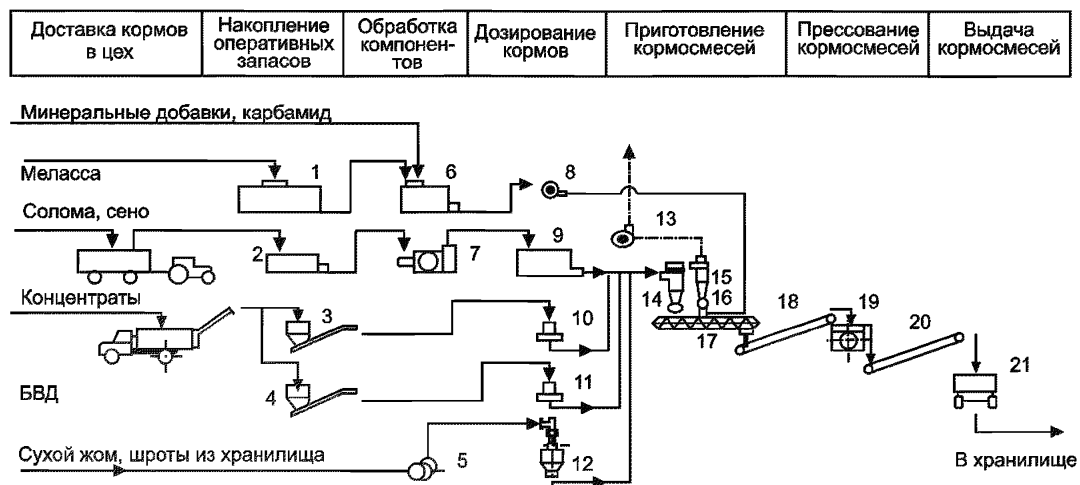 Доставка кормов
в цех
Накопление
оперативных
запасов
Обработка
компонен-
тов
Дозирование
кормов
Приготовление
кормосмесей
Прессование
кормосмесей
Выдача
кормосмесей
Минеральные добавки, карбамид
Меласса
1
6
8
Солома, сено
2
7
9
13
15
14
16
Концентраты
3
10
17
18
19
20
21
БВД
4
11
Сухой жом, шроты из хранилища
5
12
В хранилище